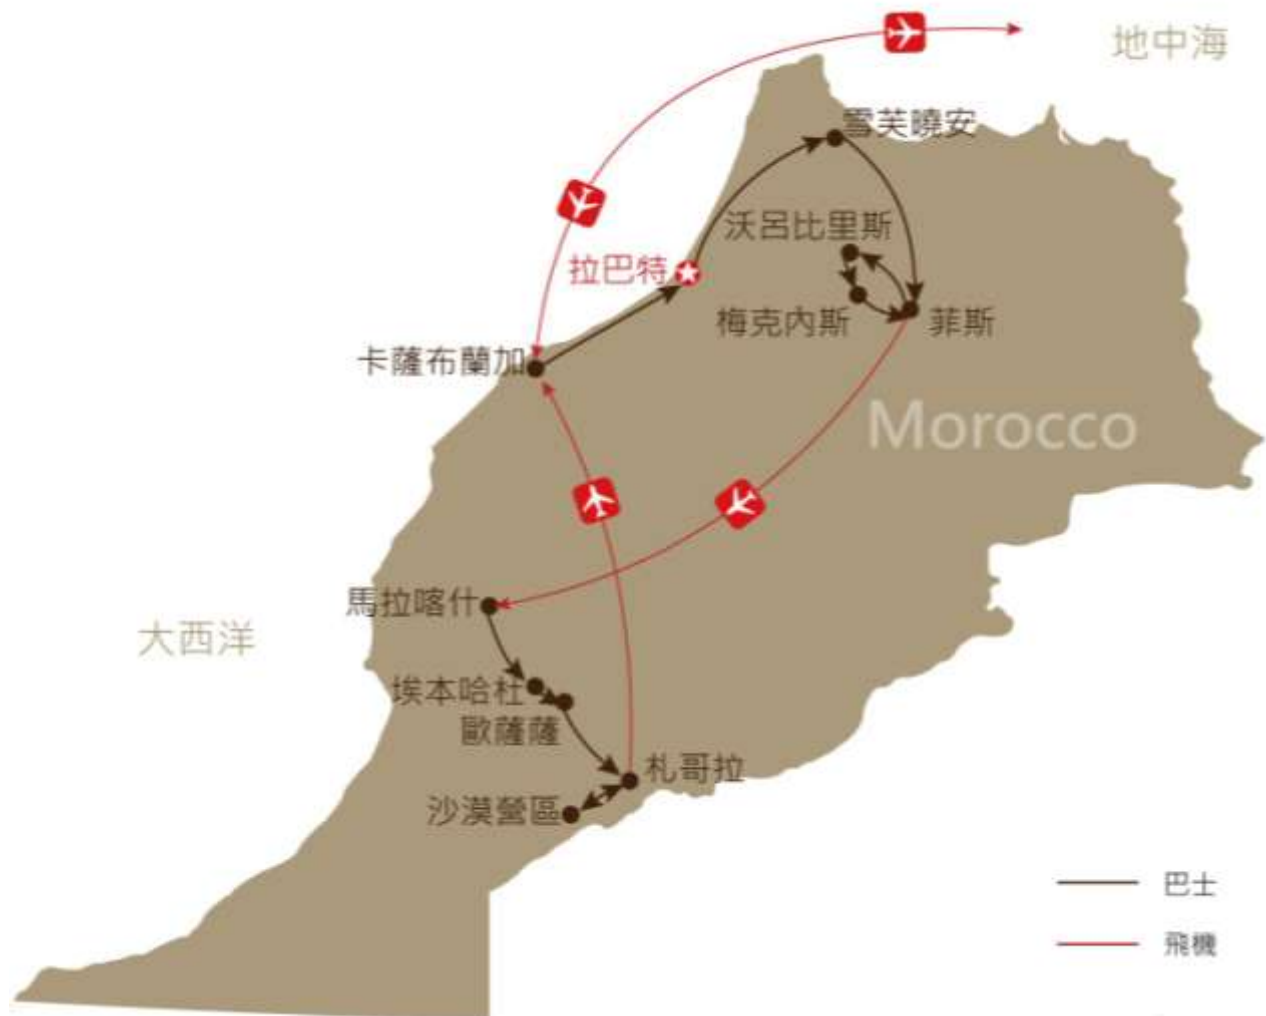 地中海
雪芙曉安
沃呂比里斯
拉巴特
梅克內斯
菲斯
卡薩布蘭加
Morocco
馬拉喀什
大西洋
埃本哈杜
歐薩薩
札哥拉
沙漠營區
巴士
飛機